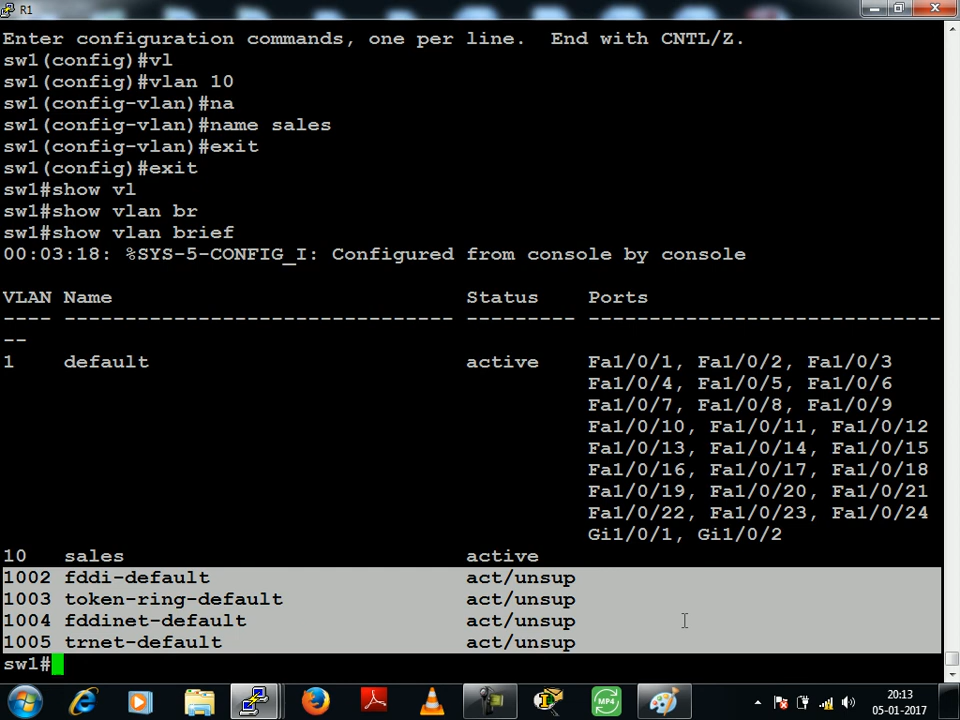 R1
Enter configuration commands, one per line.  End with CNTL/Z.
sw1(config)#vl
sw1(config)#vlan 10
sw1(config-vlan)#na
sw1(config-vlan)#name sales
sw1(config-vlan)#exit
sw1(config)#exit
sw1#show vl
sw1#show vlan br
sw1#show vlan brief
00:03:18: %SYS-5-CONFIG_I: Configured from console by console
VLAN Name                             Status    Ports
---- -------------------------------- --------- -----------------------------
--
1    default                          active    Fa1/0/1, Fa1/0/2, Fa1/0/3
                                                Fa1/0/4, Fa1/0/5, Fa1/0/6
                                                Fa1/0/7, Fa1/0/8, Fa1/0/9
                                                Fa1/0/10, Fa1/0/11, Fa1/0/12
                                                Fa1/0/13, Fa1/0/14, Fa1/0/15
                                                Fa1/0/16, Fa1/0/17, Fa1/0/18
                                                Fa1/0/19, Fa1/0/20, Fa1/0/21
                                                Fa1/0/22, Fa1/0/23, Fa1/0/24
                                                Gi1/0/1, Gi1/0/2
10   sales                            active
1002 fddi-default                     act/unsup
1003 token-ring-default               act/unsup
1004 fddinet-default                  act/unsup
1005 trnet-default                    act/unsup
sw1#
MP4
20:13
05-01-2017